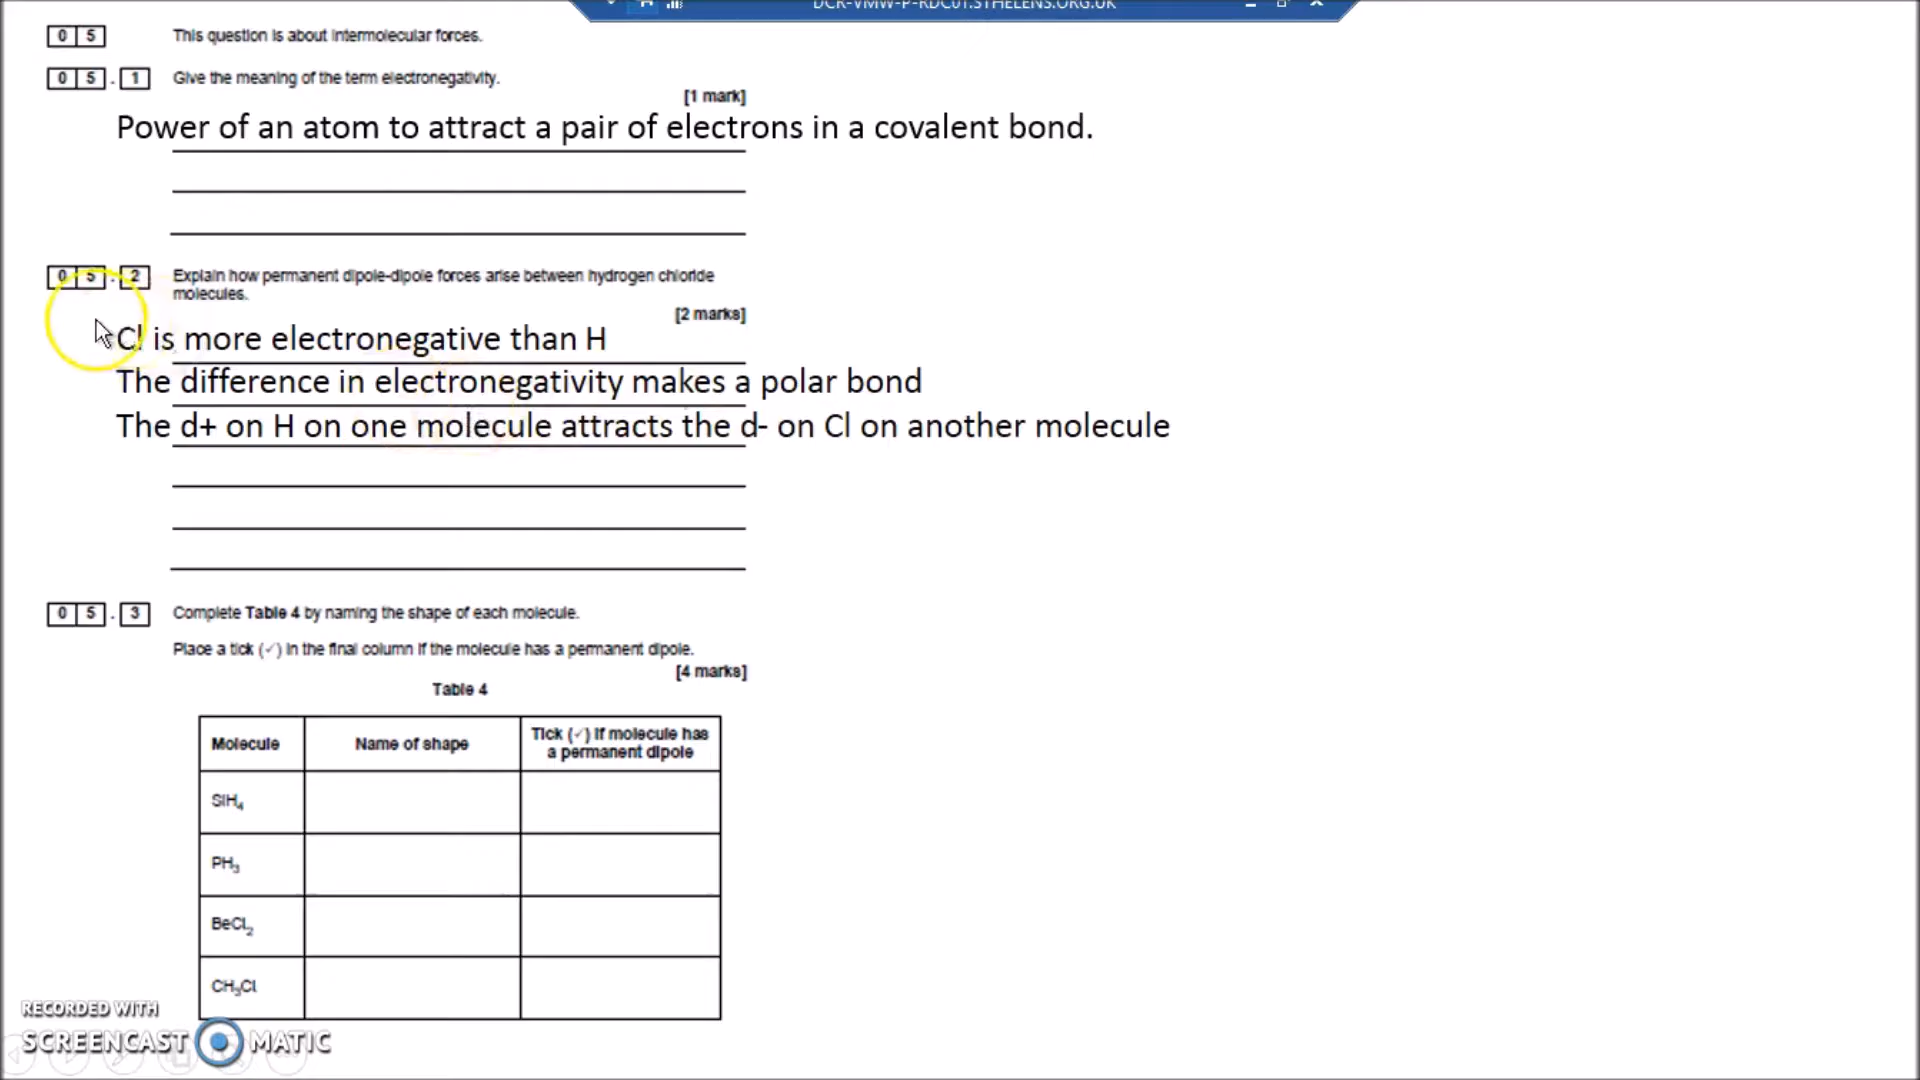 DCR-VMW-P-RDC01.STHELENS.ORG.UK
0 5 This question is about intermolecular forces.
0 5 . 1 Give the meaning of the term electronegativity.
[1 mark]
Power of an atom to attract a pair of electrons in a covalent bond.
0 5 . 2 Explain how permanent dipole-dipole forces arise between hydrogen chloride
molecules.
[2 marks]
Cl is more electronegative than H
The difference in electronegativity makes a polar bond
The d+ on H on one molecule attracts the d- on Cl on another molecule
0 5 . 3 Complete Table 4 by naming the shape of each molecule.
Place a tick (✓) in the final column if the molecule has a permanent dipole.
[4 marks]
Table 4
Molecule Name of shape Tick (✓) if molecule has
a permanent dipole
SiH₄
PH₃
BeCl₂
CH₃Cl
RECORDED WITH
SCREENCAST MATIC